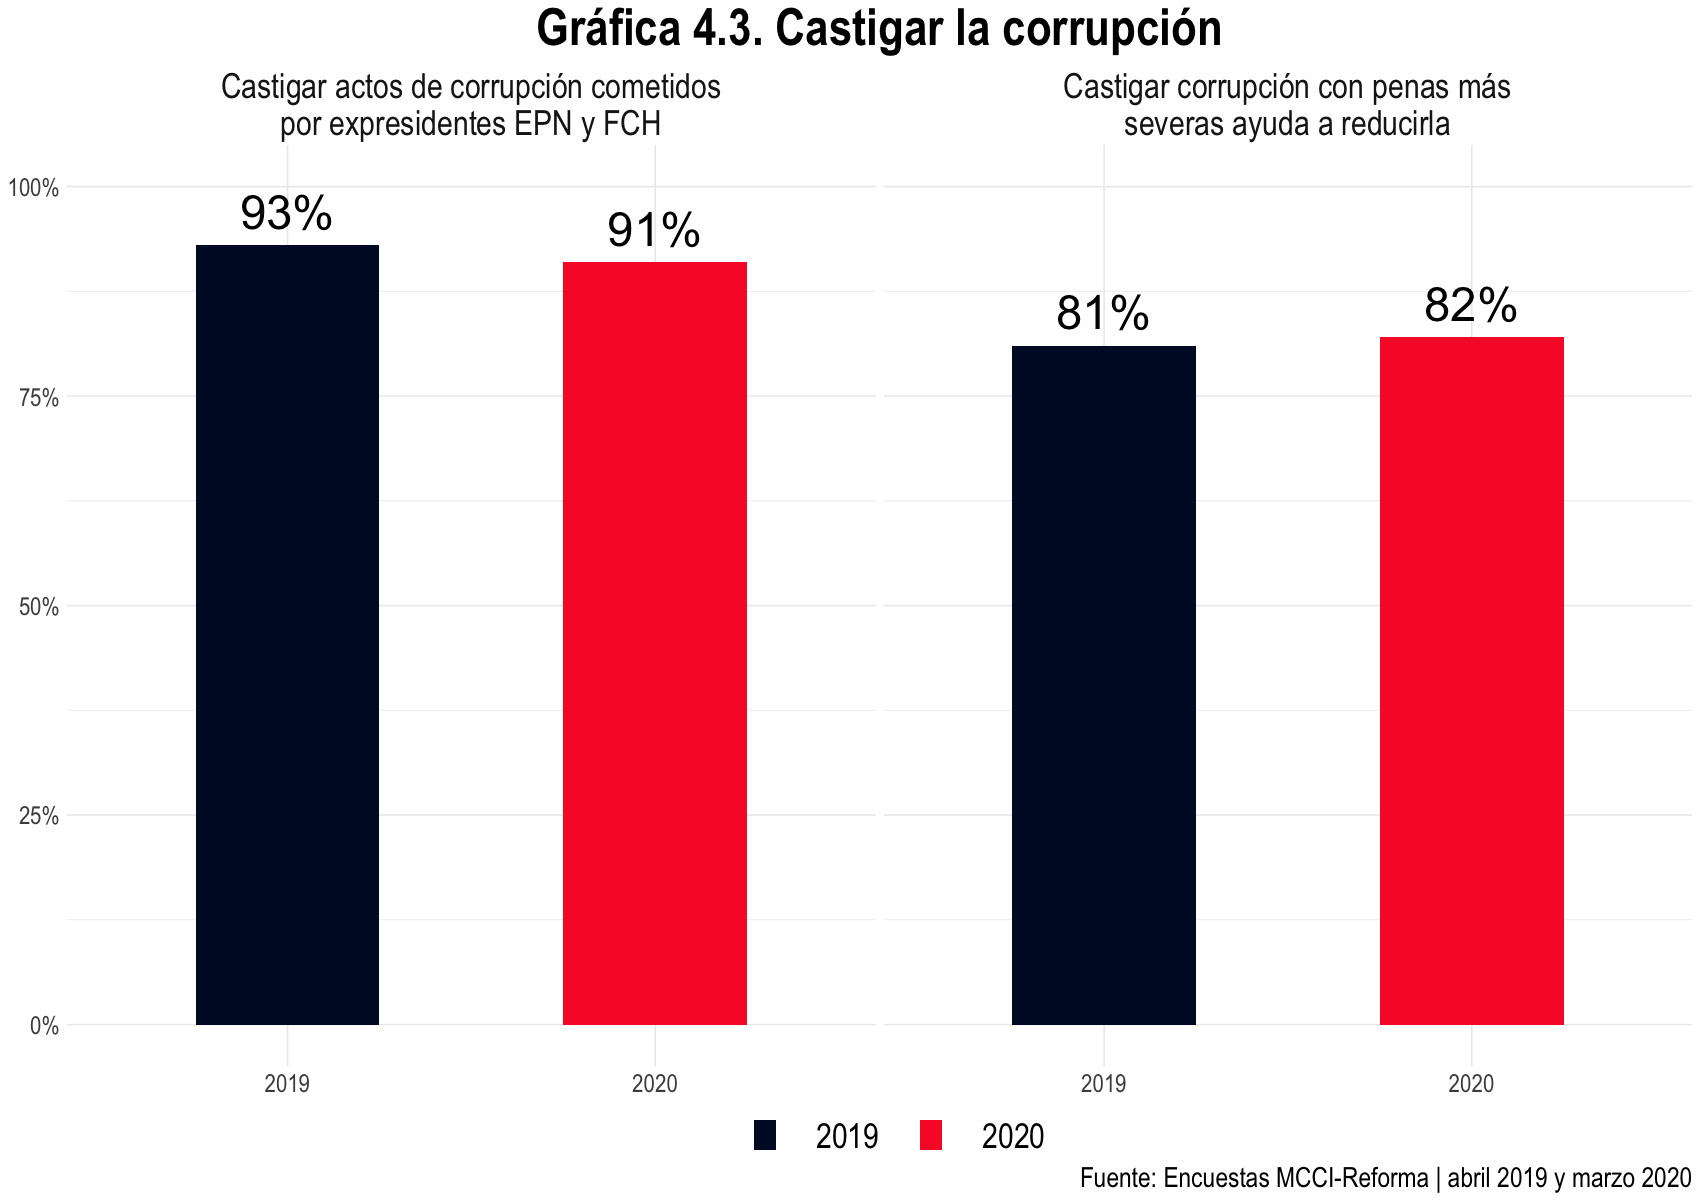 Gráfica 4.3. Castigar la corrupción
Castigar actos de corrupción cometidos
por expresidentes EPN y FCH
Castigar corrupción con penas más
severas ayuda a reducirla
100%
75%
50%
25%
0%
93%
91%
81%
82%
2019
2020
2019
2020
2019
2020
Fuente: Encuestas MCCI-Reforma | abril 2019 y marzo 2020